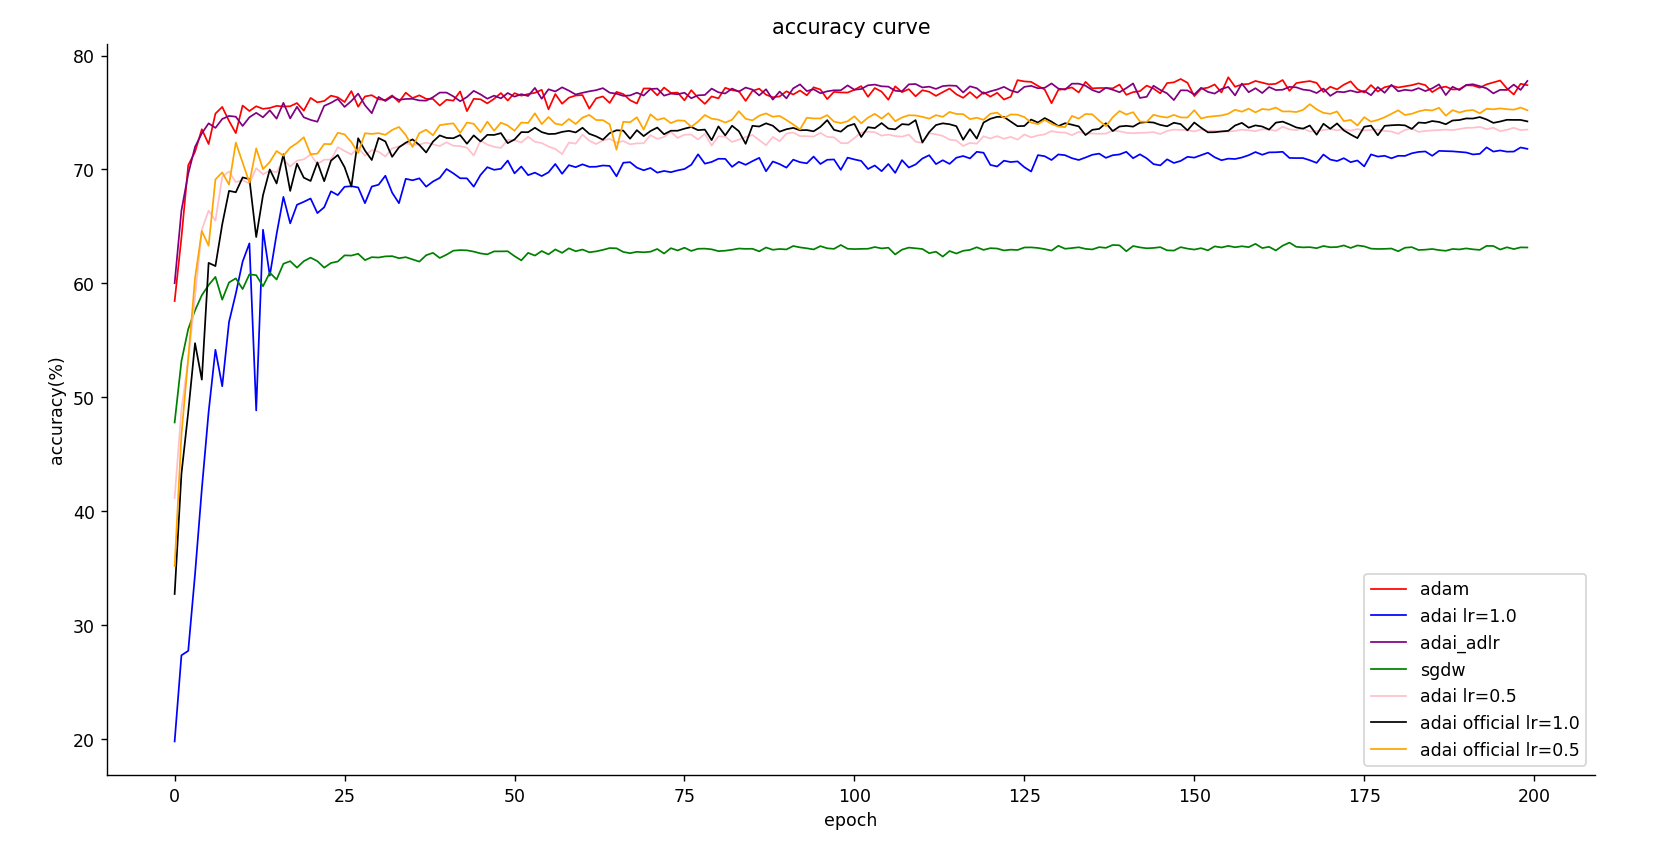 accuracy curve
accuracy(%)
80
70
60
50
40
30
20
0 25 50 75 100 125 150 175 200
epoch
adam
adai lr=1.0
adai_adlr
sgdw
adai lr=0.5
adai official lr=1.0
adai official lr=0.5